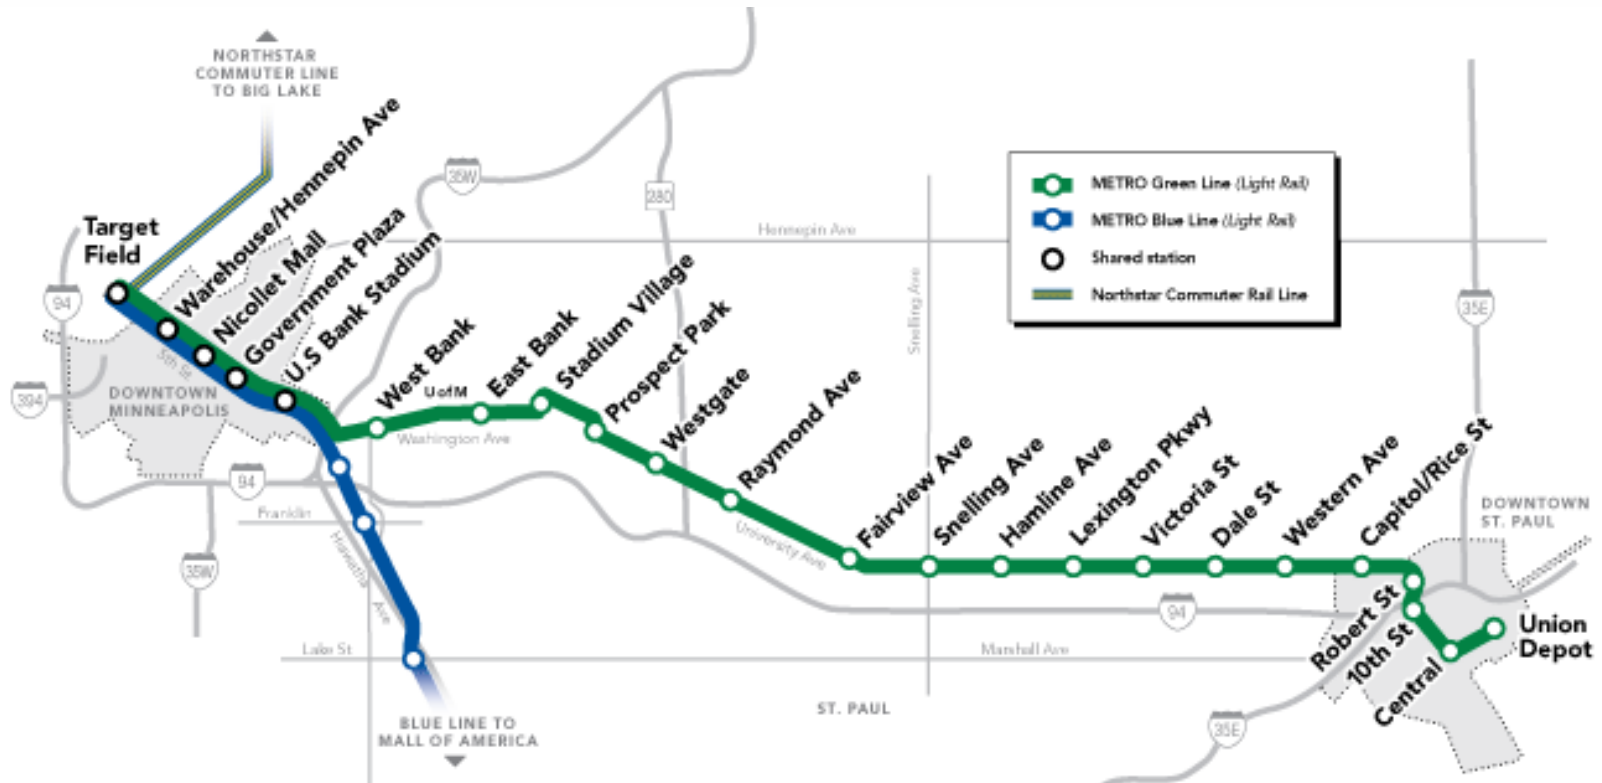 NORTHSTAR
COMMUTER LINE
TO BIG LAKE
Target
Field
Warehouse/Hennepin Ave
Nicollet Mall
Government Plaza
U.S Bank Stadium
West Bank
East Bank
Stadium Village
Prospect Park
Westgate
Raymond Ave
Fairview Ave
Snelling Ave
Hamline Ave
Lexington Pkwy
Victoria St
Dale St
Western Ave
Capitol/Rice St
Robert St
10th St
Central
Union
Depot
METRO Green Line (Light Rail)
METRO Blue Line (Light Rail)
Shared station
Northstar Commuter Rail Line
35W
280
Hennepin Ave
Snelling Ave
94
35E
394
5th St
DOWNTOWN
MINNEAPOLIS
UofM
Washington Ave
94
Franklin
Hiawatha Ave
35W
University Ave
94
Lake St
Marshall Ave
DOWNTOWN
ST. PAUL
ST. PAUL
35E
BLUE LINE TO
MALL OF AMERICA